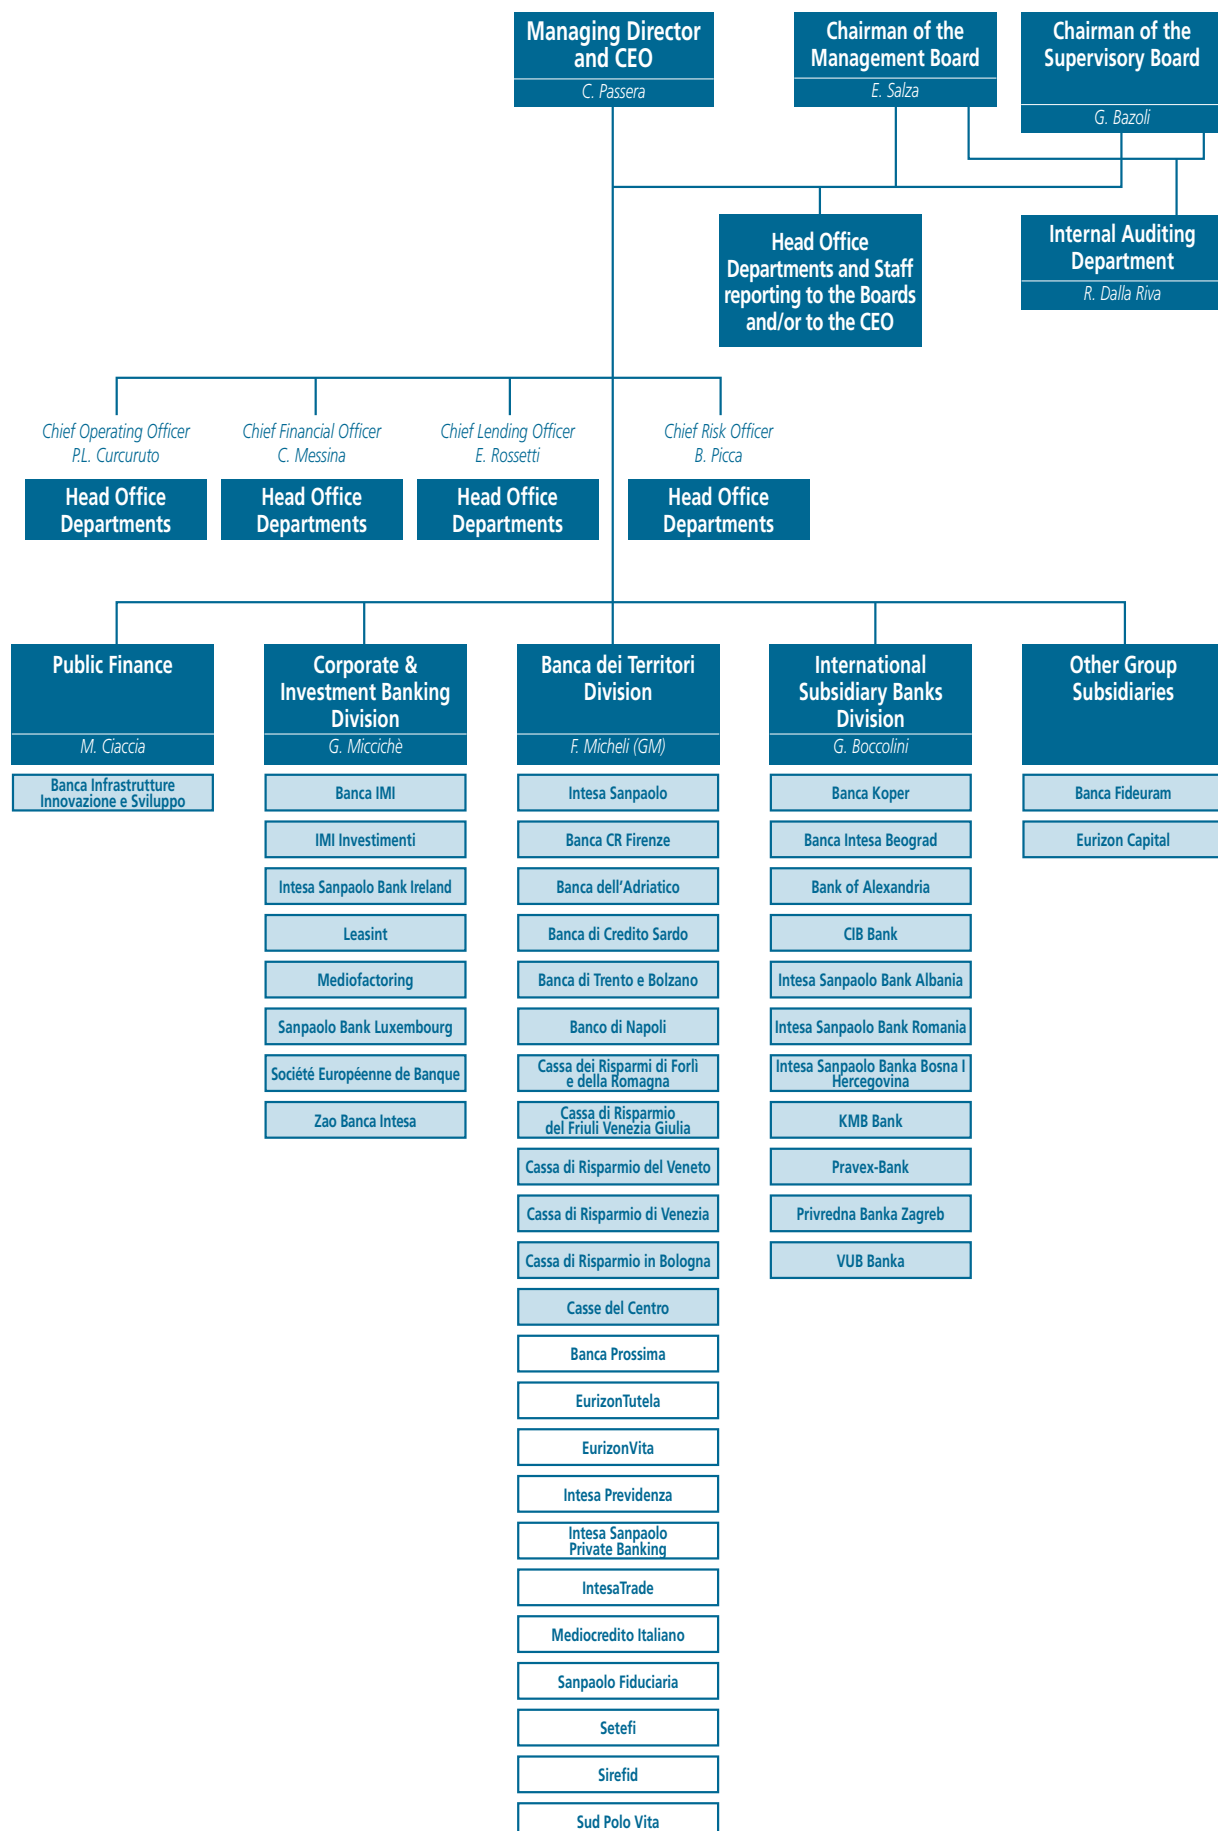 Managing Director
and CEO
C. Passera
Chairman of the
Management Board
E. Salza
Chairman of the
Supervisory Board
G. Bazoli
Head Office
Departments and Staff
reporting to the Boards
and/or to the CEO
Internal Auditing
Department
R. Dalla Riva
Chief Operating Officer
P.L. Curcuruto
Head Office
Departments
Chief Financial Officer
C. Messina
Head Office
Departments
Chief Lending Officer
E. Rossetti
Head Office
Departments
Chief Risk Officer
B. Picca
Head Office
Departments
Public Finance
M. Ciaccia
Banca Infrastrutture
Innovazione e Sviluppo
Corporate &
Investment Banking
Division
G. Miccichè
Banca IMI
IMI Investimenti
Intesa Sanpaolo Bank Ireland
Leasint
Mediofactoring
Sanpaolo Bank Luxembourg
Société Européenne de Banque
Zao Banca Intesa
Banca dei Territori
Division
F. Micheli (GM)
Intesa Sanpaolo
Banca CR Firenze
Banca dell'Adriatico
Banca di Credito Sardo
Banca di Trento e Bolzano
Banco di Napoli
Cassa dei Risparmi di Forlì
e della Romagna
Cassa di Risparmio
del Friuli Venezia Giulia
Cassa di Risparmio del Veneto
Cassa di Risparmio di Venezia
Cassa di Risparmio in Bologna
Casse del Centro
Banca Prossima
EurizonTutela
EurizonVita
Intesa Previdenza
Intesa Sanpaolo
Private Banking
IntesaTrade
Mediocredito Italiano
Sanpaolo Fiduciaria
Setefi
Sirefid
Sud Polo Vita
International
Subsidiary Banks
Division
G. Boccolini
Banca Koper
Banca Intesa Beograd
Bank of Alexandria
CIB Bank
Intesa Sanpaolo Bank Albania
Intesa Sanpaolo Bank Romania
Intesa Sanpaolo Banka Bosna I
Hercegovina
KMB Bank
Pravex-Bank
Privredna Banka Zagreb
VUB Banka
Other Group
Subsidiaries
Banca Fideuram
Eurizon Capital